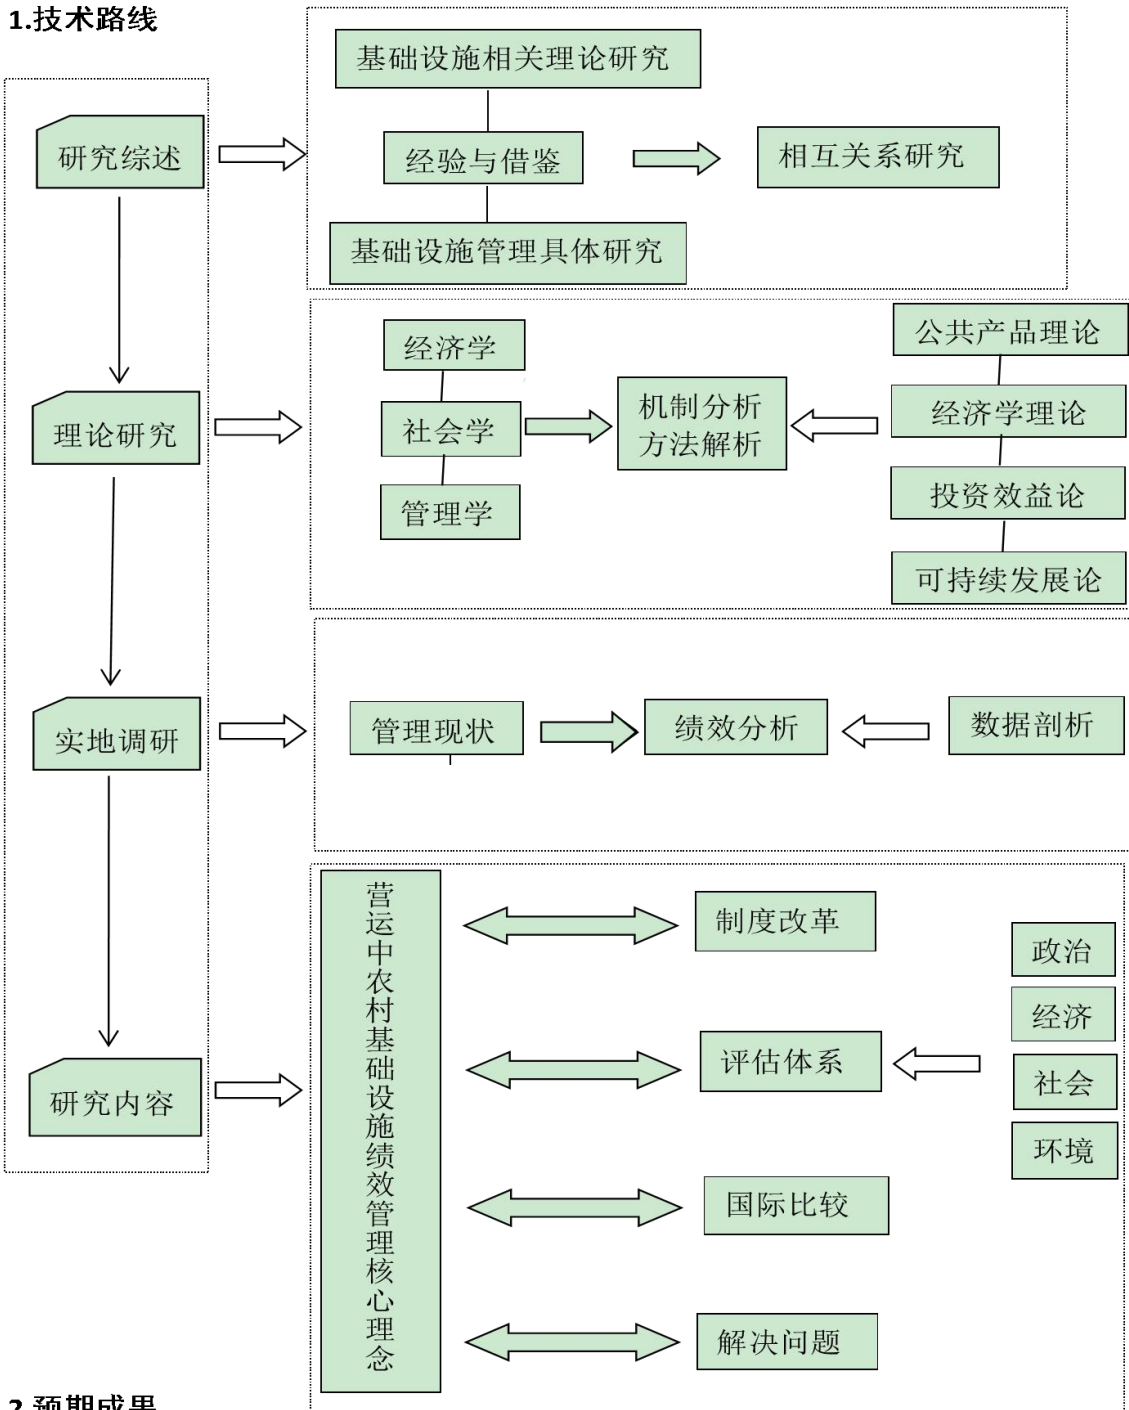 1.技术路线
研究综述
基础设施相关理论研究
经验与借鉴
基础设施管理具体研究
相互关系研究
理论研究
经济学
社会学
管理学
机制分析
方法解析
公共产品理论
经济学理论
投资效益论
可持续发展论
实地调研
管理现状
绩效分析
数据剖析
研究内容
营运中农村基础设施绩效管理核心理念
制度改革
评估体系
国际比较
解决问题
政治
经济
社会
环境
2.预期成果